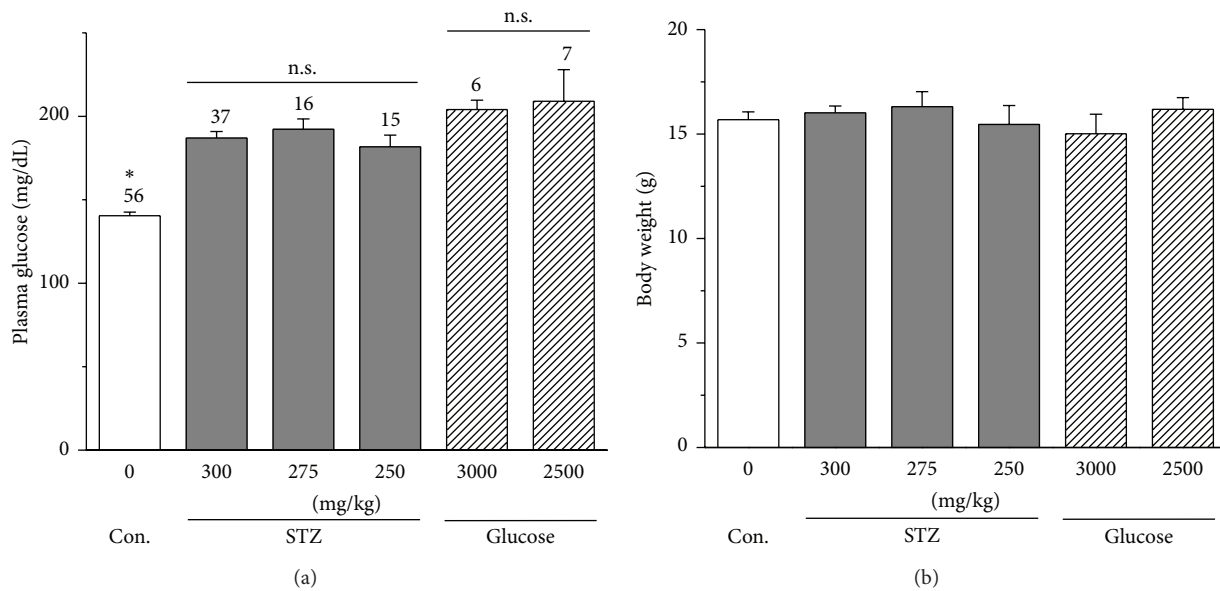 n.s.
n.s.
7
6
37
16
15
*
56
200
100
0
Plasma glucose (mg/dL)
0 300 275 250 3000 2500
(mg/kg)
Con. STZ Glucose
(a)
20
15
10
5
0
Body weight (g)
0 300 275 250 3000 2500
(mg/kg)
Con. STZ Glucose
(b)